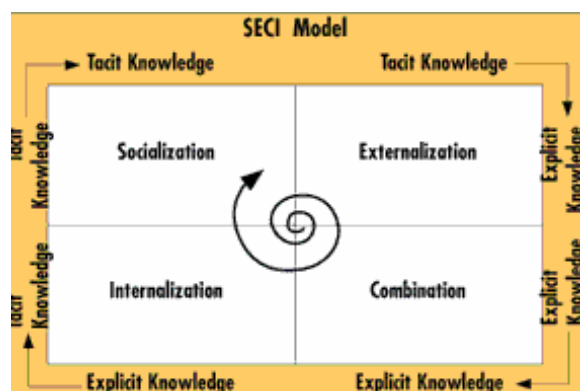 SECI Model
Tacit Knowledge
Tacit Knowledge
Tacit
Knowledge
Socialization
Externalization
Explicit
Knowledge
Tacit
Knowledge
Internalization
Combination
Explicit
Knowledge
Explicit Knowledge
Explicit Knowledge